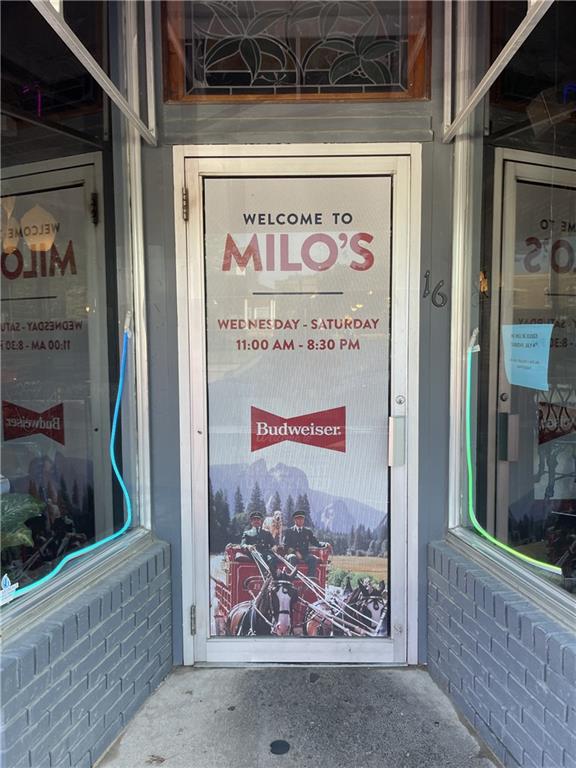 WELCOME TO
MILO'S
WEDNESDAY - SATURDAY
11:00 AM - 8:30 PM
Budweiser.
16